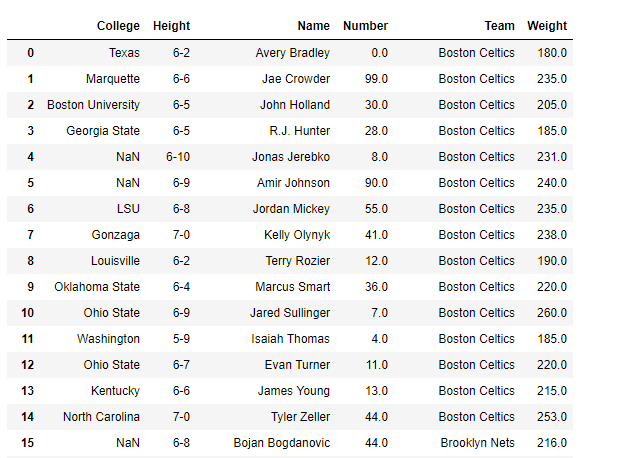 College Height Name Number Team Weight
0 Texas 6-2 Avery Bradley 0.0 Boston Celtics 180.0
1 Marquette 6-6 Jae Crowder 99.0 Boston Celtics 235.0
2 Boston University 6-5 John Holland 30.0 Boston Celtics 205.0
3 Georgia State 6-5 R.J. Hunter 28.0 Boston Celtics 185.0
4 NaN 6-10 Jonas Jerebko 8.0 Boston Celtics 231.0
5 NaN 6-9 Amir Johnson 90.0 Boston Celtics 240.0
6 LSU 6-8 Jordan Mickey 55.0 Boston Celtics 235.0
7 Gonzaga 7-0 Kelly Olynyk 41.0 Boston Celtics 238.0
8 Louisville 6-2 Terry Rozier 12.0 Boston Celtics 190.0
9 Oklahoma State 6-4 Marcus Smart 36.0 Boston Celtics 220.0
10 Ohio State 6-9 Jared Sullinger 7.0 Boston Celtics 260.0
11 Washington 5-9 Isaiah Thomas 4.0 Boston Celtics 185.0
12 Ohio State 6-7 Evan Turner 11.0 Boston Celtics 220.0
13 Kentucky 6-6 James Young 13.0 Boston Celtics 215.0
14 North Carolina 7-0 Tyler Zeller 44.0 Boston Celtics 253.0
15 NaN 6-8 Bojan Bogdanovic 44.0 Brooklyn Nets 216.0